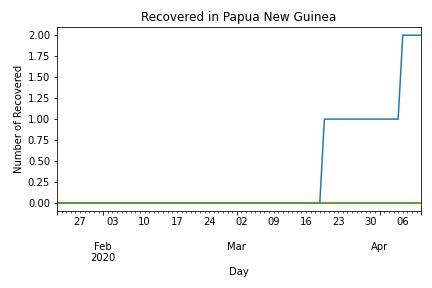 Recovered in Papua New Guinea
Number of Recovered
2.00
1.75
1.50
1.25
1.00
0.75
0.50
0.25
0.00
27 03 10 17 24 02 09 16 23 30 06
Feb Mar Apr
2020
Day